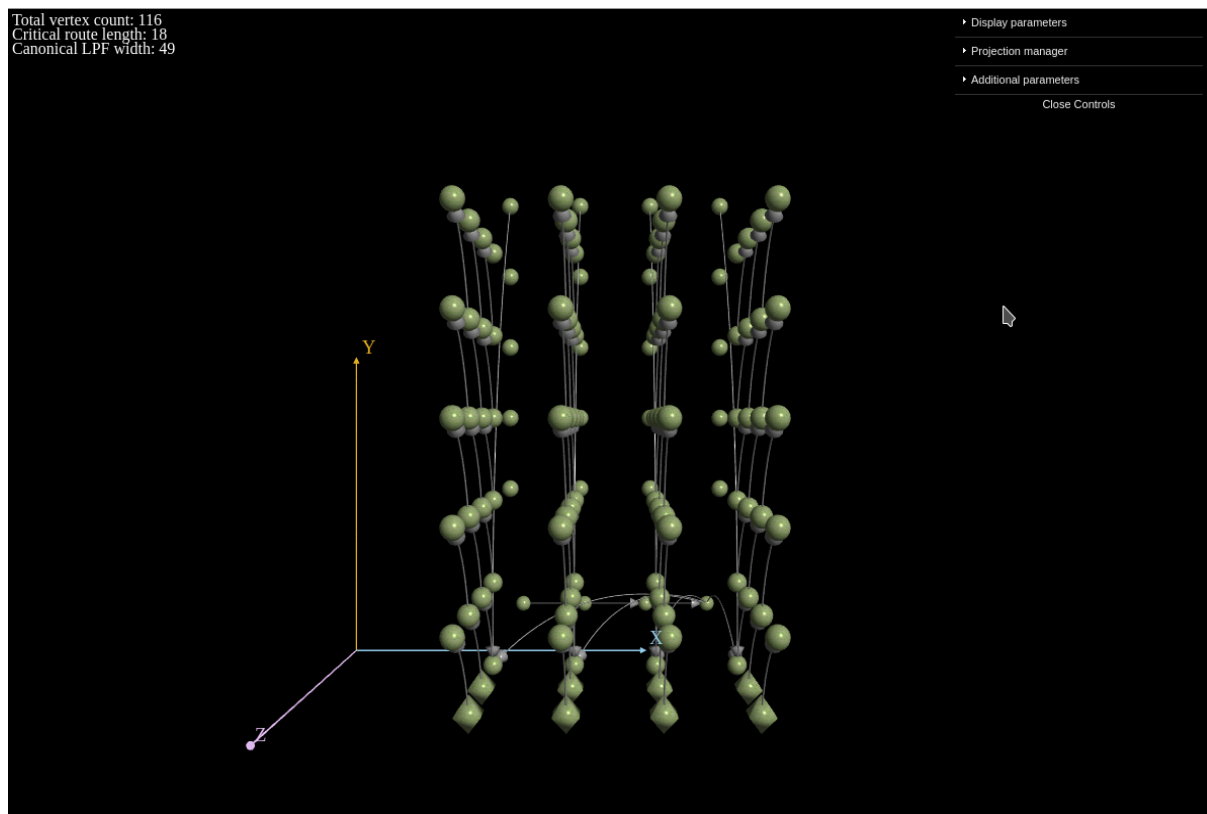 Total vertex count: 116
Critical route length: 18
Canonical LPF width: 49
Display parameters
Projection manager
Additional parameters
Close Controls
Y
X
Z